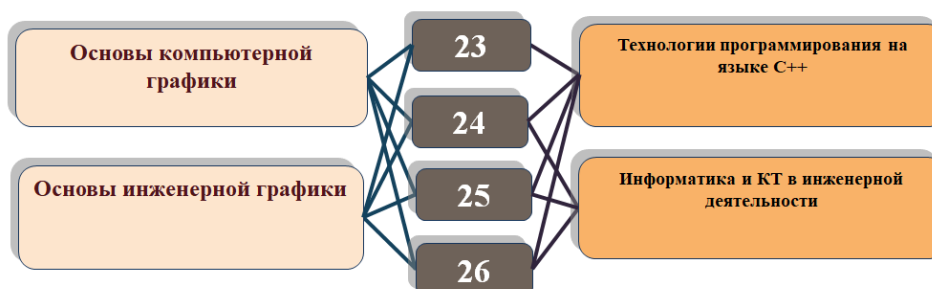 Основы компьютерной
графики
23
Технологии программирования на
языке C++
24
Основы инженерной графики
25
Информатика и КТ в инженерной
деятельности
26